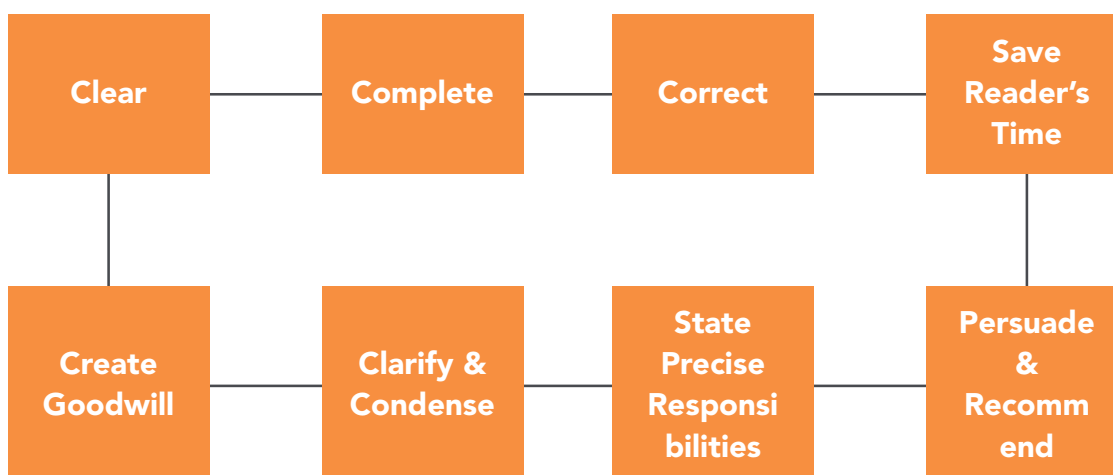 Clear
Complete
Correct
Save
Reader’s
Time
Create
Goodwill
Clarify &
Condense
State
Precise
Responsi
bilities
Persuade
&
Recomm
end